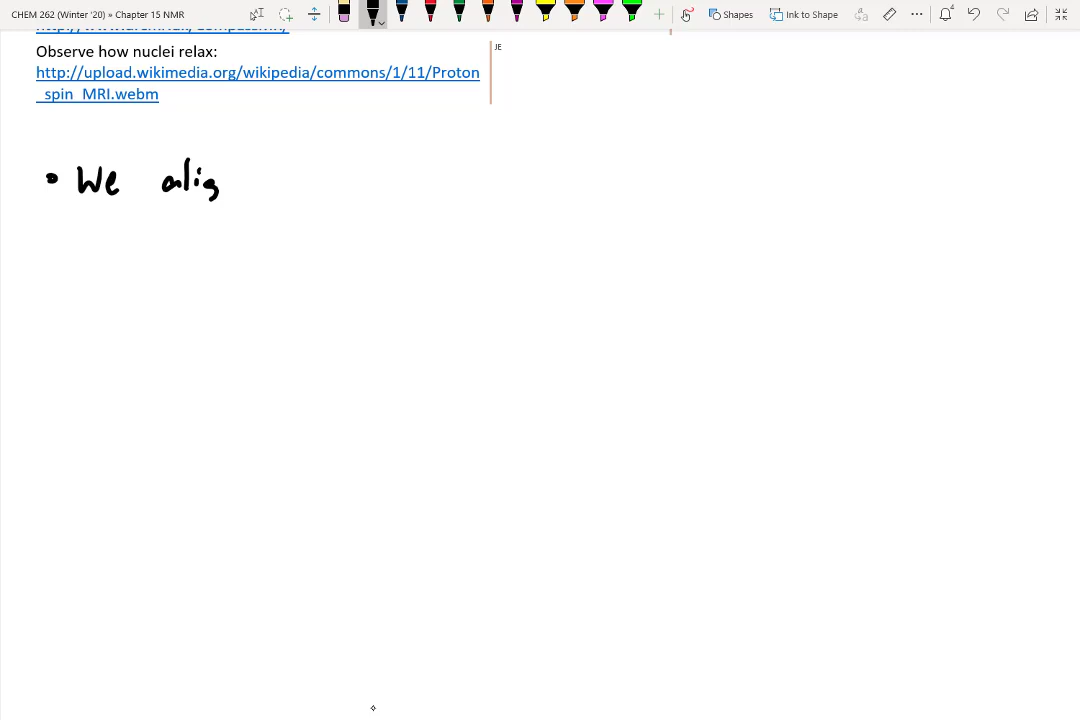 CHEM 262 (Winter '20) » Chapter 15 NMR
Shapes
Ink to Shape
Observe how nuclei relax:
JE
http://upload.wikimedia.org/wikipedia/commons/1/11/Proton
_spin_MRI.webm
• We alig